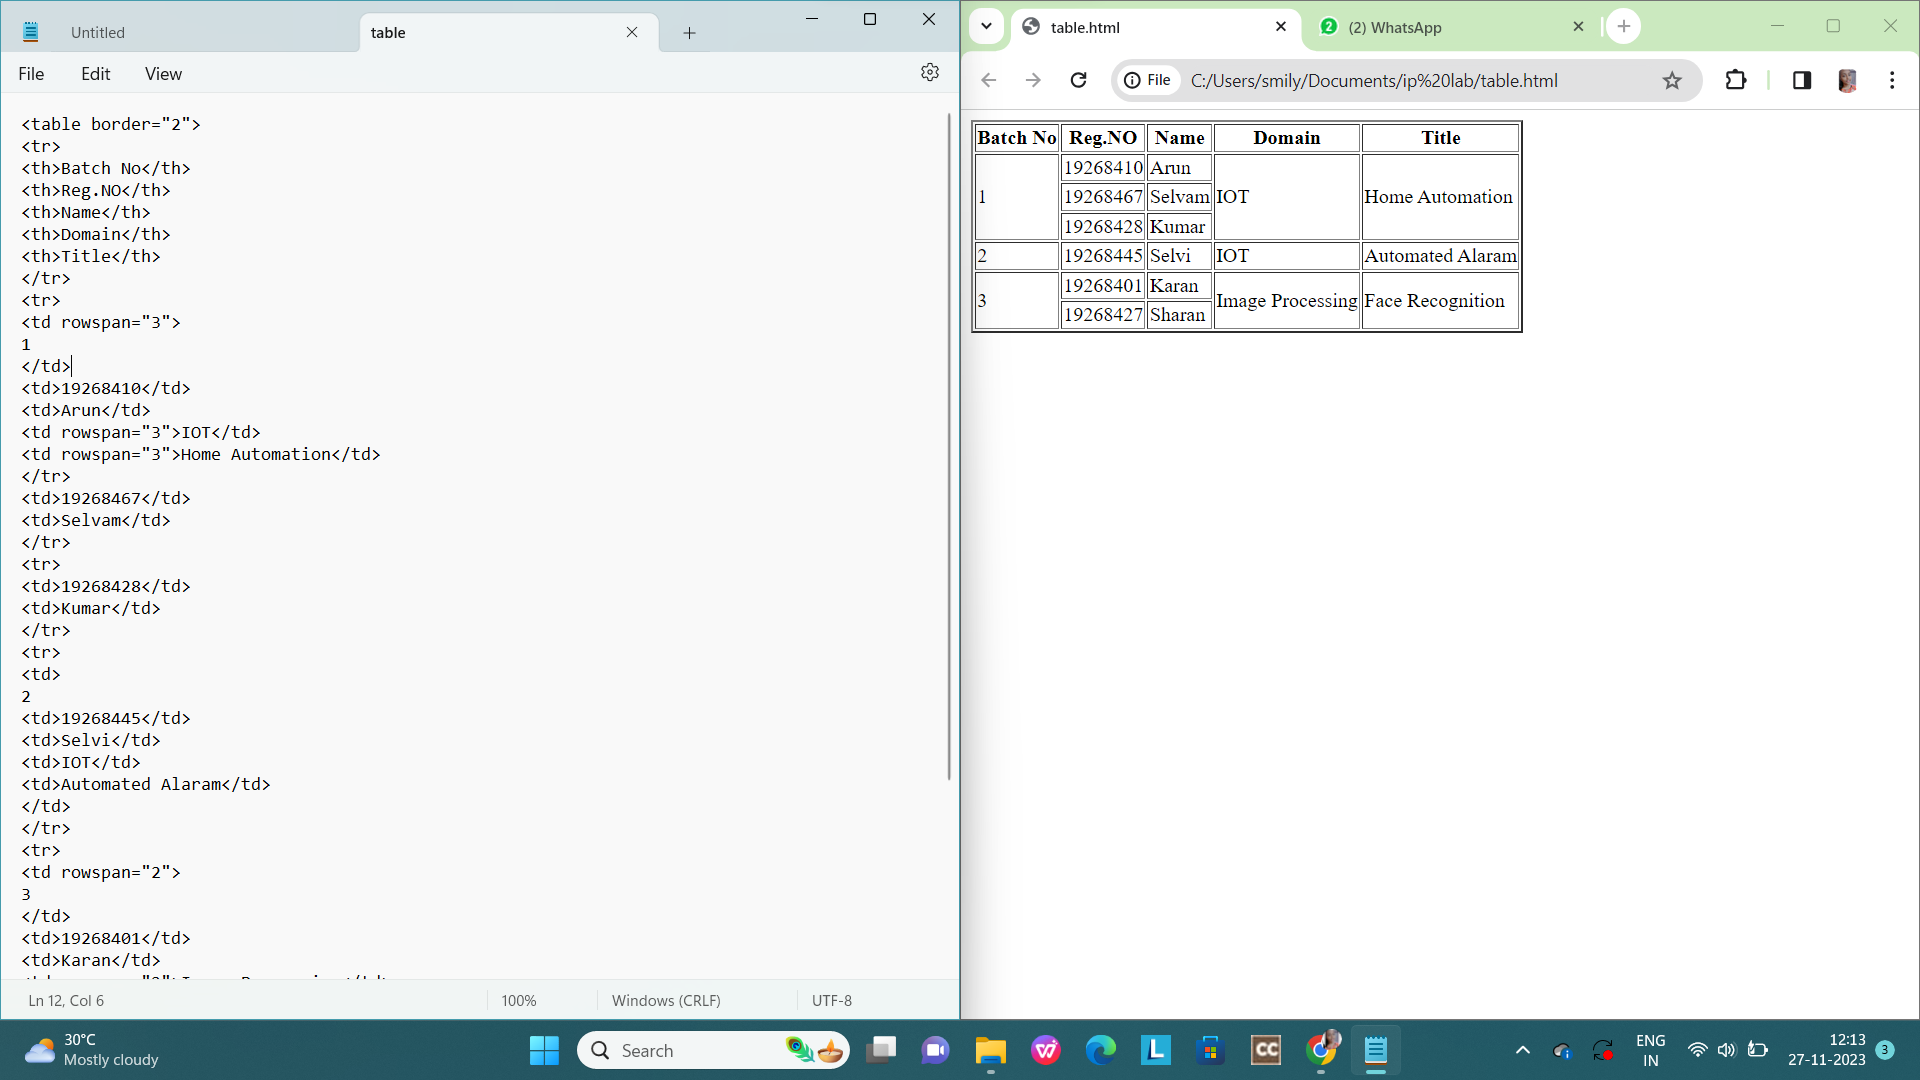 Untitled
table
File Edit View
<table border="2">
<tr>
<th>Batch No</th>
<th>Reg.NO</th>
<th>Name</th>
<th>Domain</th>
<th>Title</th>
</tr>
<tr>
<td rowspan="3">
1
</td>
<td>19268410</td>
<td>Arun</td>
<td rowspan="3">IOT</td>
<td rowspan="3">Home Automation</td>
</tr>
<td>19268467</td>
<td>Selvam</td>
</tr>
<tr>
<td>19268428</td>
<td>Kumar</td>
</tr>
<tr>
<td>
2
<td>19268445</td>
<td>Selvi</td>
<td>IOT</td>
<td>Automated Alaram</td>
</td>
</tr>
<tr>
<td rowspan="2">
3
</td>
<td>19268401</td>
<td>Karan</td>
Ln 12, Col 6 100% Windows (CRLF) UTF-8
table.html
2 (2) WhatsApp
File C:/Users/smily/Documents/ip%20lab/table.html
Batch No Reg.NO Name Domain Title
1 19268410 Arun IOT Home Automation
19268467 Selvam
19268428 Kumar
2 19268445 Selvi IOT Automated Alaram
3 19268401 Karan Image Processing Face Recognition
19268427 Sharan
30°C
Mostly cloudy
Search
L
CC
ENG
IN
12:13
27-11-2023
3